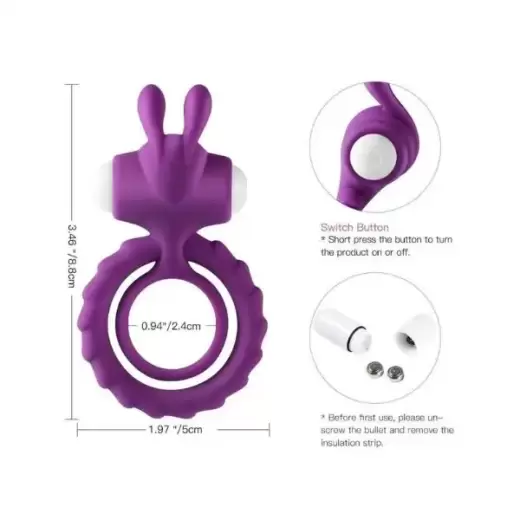 3.46 "/8.8cm
0.94"/2.4cm
1.97 "/5cm
Switch Button
* Short press the button to turn
the product on or off.
* Before first use, please un-
screw the bullet and remove the
insulation strip.